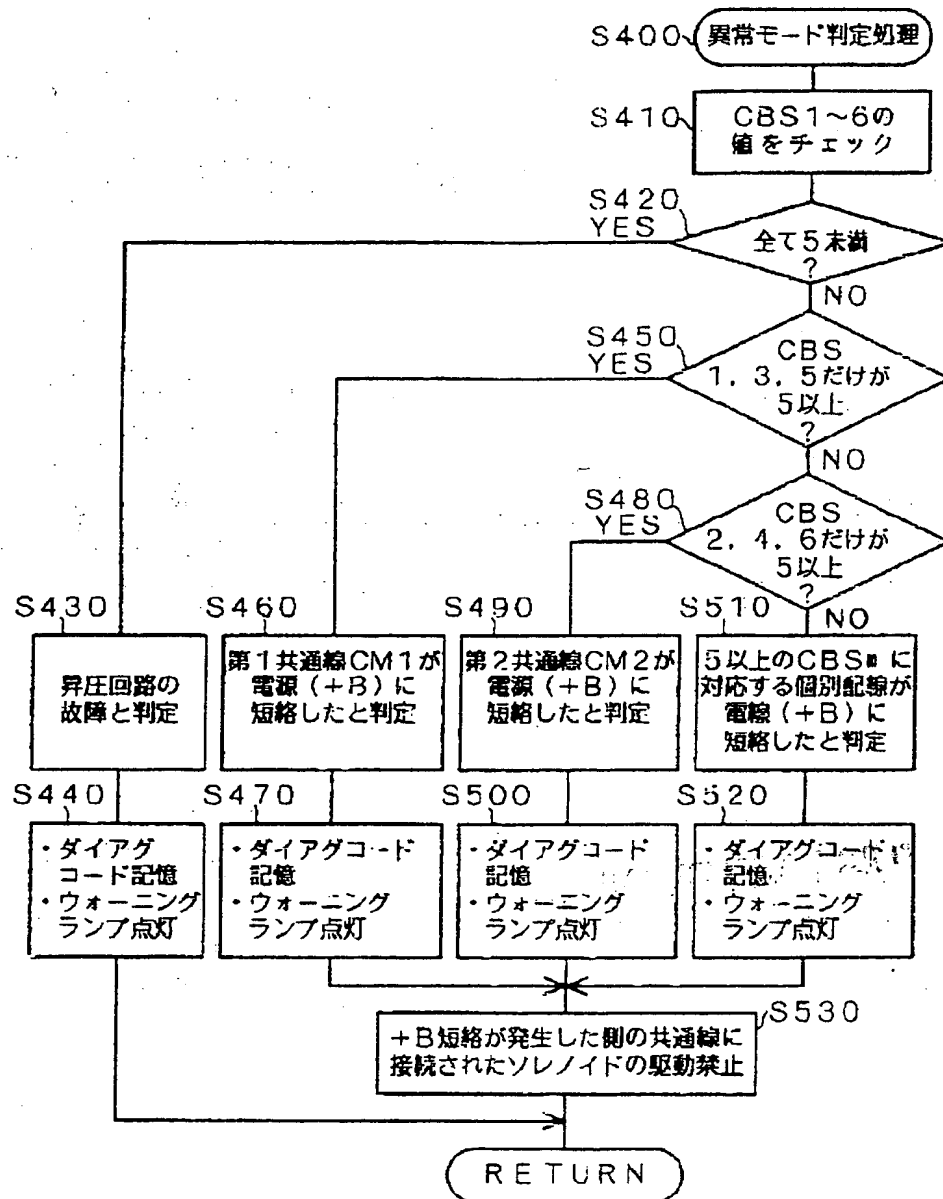 S400
異常モード判定処理
S410
CBS1～6の
値をチェック
S420
YES
全て5未満
?
NO
S450
YES
CBS
1，3，5だけが
5以上
?
NO
S480
YES
CBS
2，4，6だけが
5以上
?
NO
S430
昇圧回路の
故障と判定
S460
第1共通線CM1が
電源（＋B）に
短絡したと判定
S490
第2共通線CM2が
電源（＋B）に
短絡したと判定
S510
5以上のCBS に
対応する個別配線が
電線（＋B）に
短絡したと判定
S440
・ダイアグ
コード記憶
・ウォーニング
ランプ点灯
S470
・ダイアグコード
記憶
・ウォーニング
ランプ点灯
S500
・ダイアグコード
記憶
・ウォーニング
ランプ点灯
S520
・ダイアグコード
記憶
・ウォーニング
ランプ点灯
S530
＋B短絡が発生した側の共通線に
接続されたソレノイドの駆動禁止
RETURN